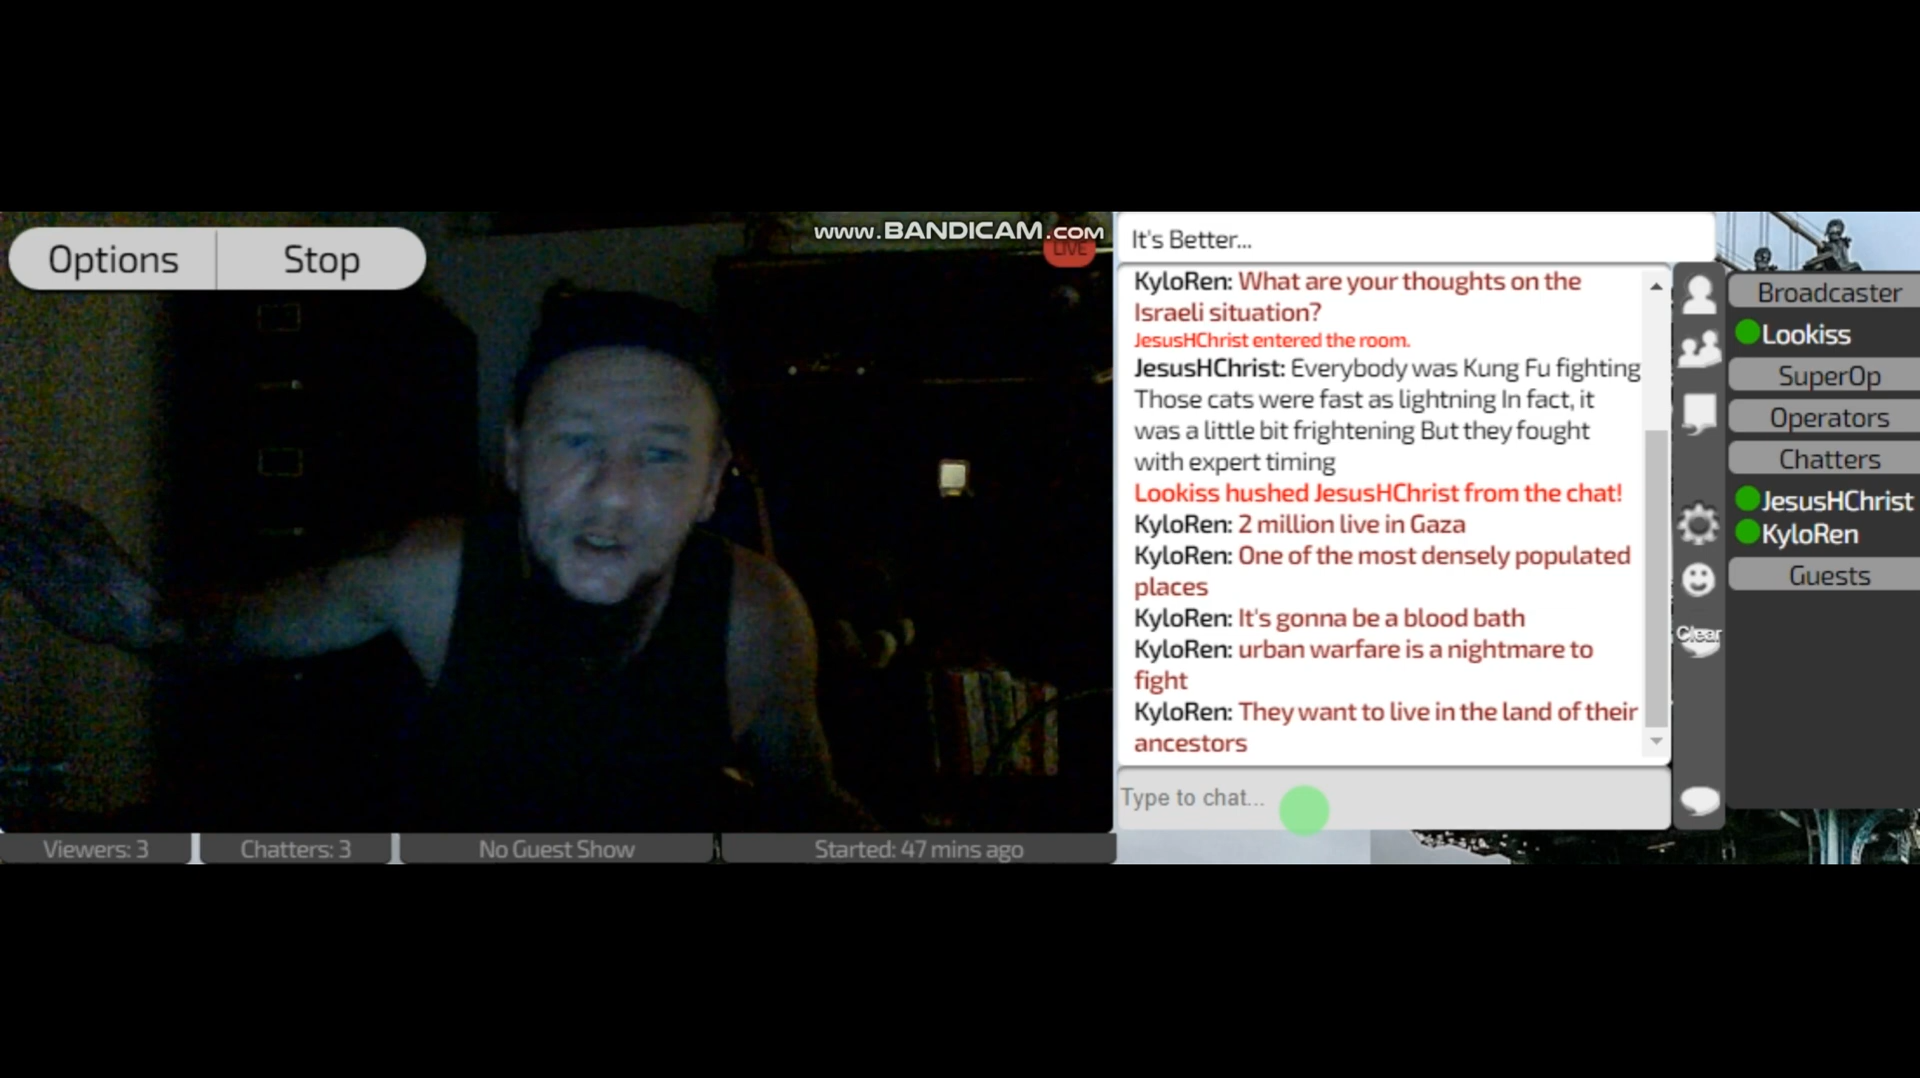 Options
Stop
www.BANDICAM.com
LIVE
It's Better...
KyloRen: What are your thoughts on the
Israeli situation?
JesusHChrist entered the room.
JesusHChrist: Everybody was Kung Fu fighting
Those cats were fast as lightning In fact, it
was a little bit frightening But they fought
with expert timing
Lookiss hushed JesusHChrist from the chat!
KyloRen: 2 million live in Gaza
KyloRen: One of the most densely populated
places
KyloRen: It's gonna be a blood bath
KyloRen: urban warfare is a nightmare to
fight
KyloRen: They want to live in the land of their
ancestors
Type to chat...
Clear
Broadcaster
Lookiss
SuperOp
Operators
Chatters
JesusHChrist
KyloRen
Guests
Viewers: 3
Chatters: 3
No Guest Show
Started: 47 mins ago